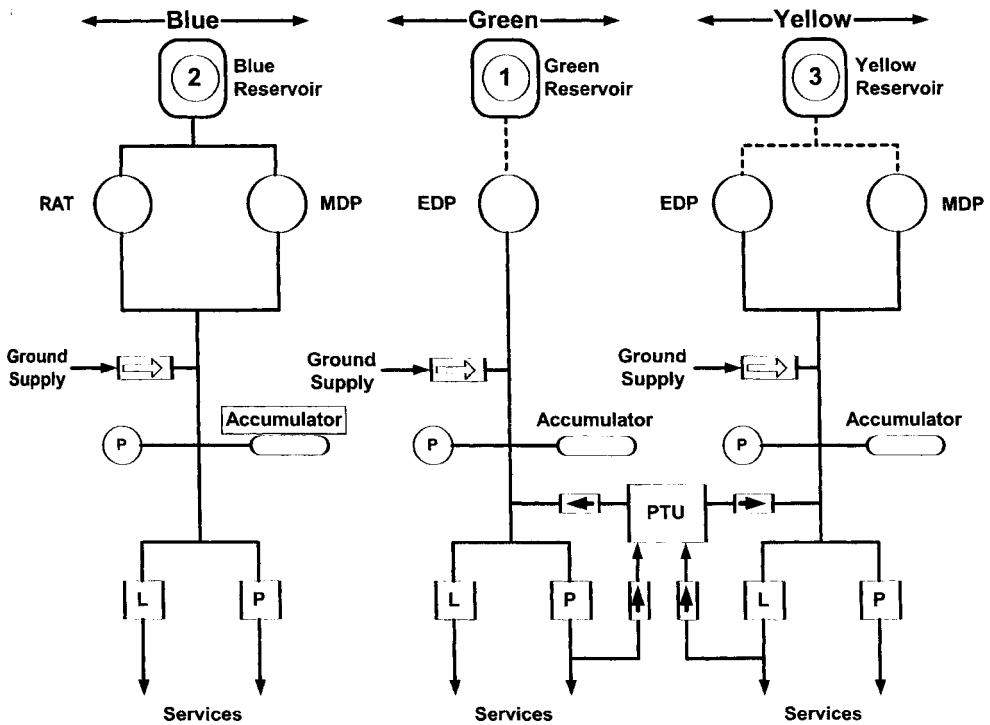 Blue
Green
Yellow
2
Blue
Reservoir
1
Green
Reservoir
3
Yellow
Reservoir
RAT
MDP
EDP
EDP
MDP
Ground
Supply
Ground
Supply
Ground
Supply
P
Accumulator
P
Accumulator
P
Accumulator
PTU
L
P
L
P
L
P
Services
Services
Services